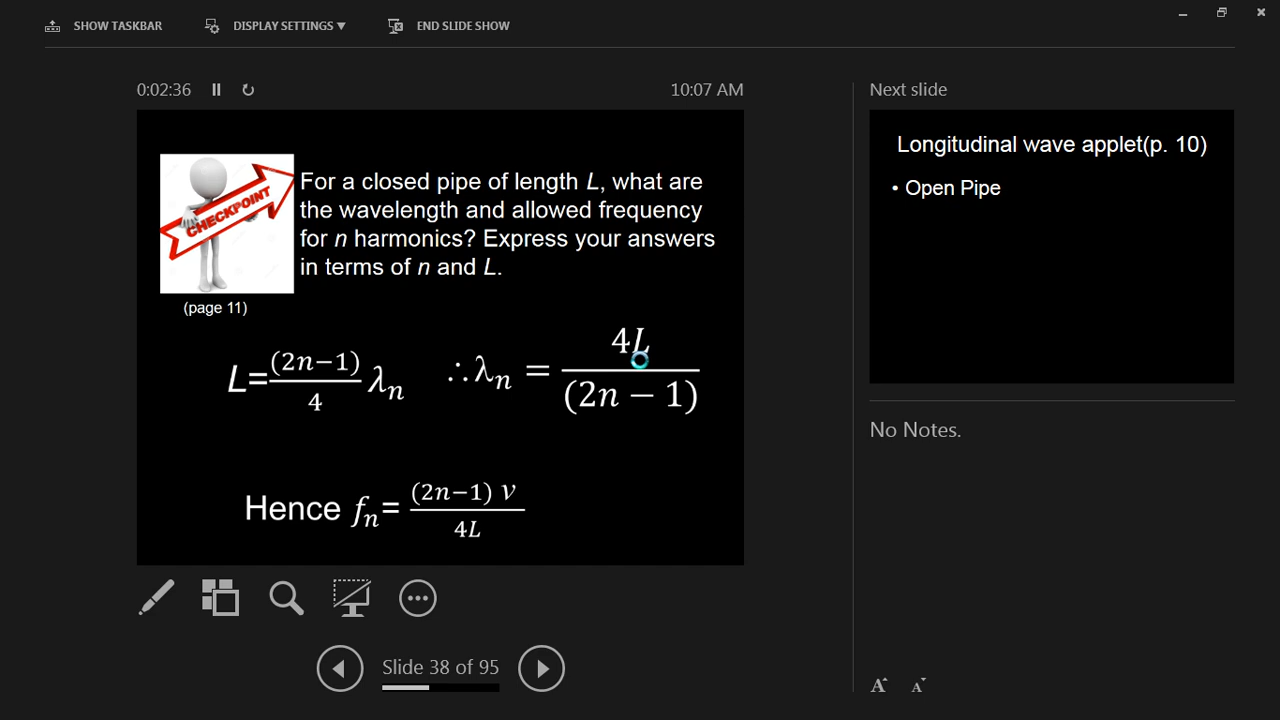 SHOW TASKBAR DISPLAY SETTINGS ▼ END SLIDE SHOW
0:02:36 10:07 AM
CHECKPOINT
For a closed pipe of length L, what are
the wavelength and allowed frequency
for n harmonics? Express your answers
in terms of n and L.
(page 11)
L=(2n−1)/4 λₙ ∴λₙ = 4L/(2n − 1)
Hence fₙ= (2n−1) v/4L
Slide 38 of 95
Next slide
Longitudinal wave applet(p. 10)
• Open Pipe
No Notes.
A A